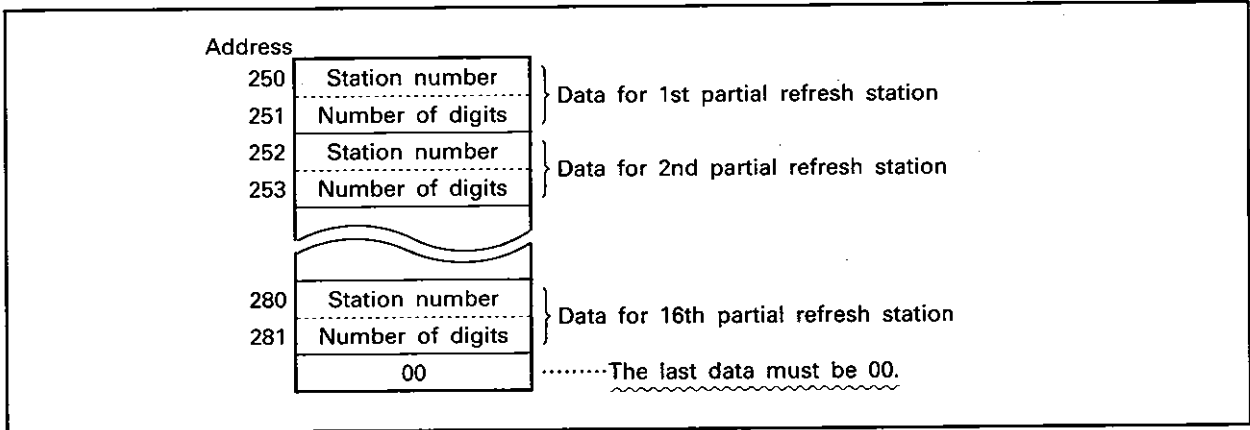 Address
250 Station number
251 Number of digits
Data for 1st partial refresh station
252 Station number
253 Number of digits
Data for 2nd partial refresh station
280 Station number
281 Number of digits
Data for 16th partial refresh station
00 ·········The last data must be 00.